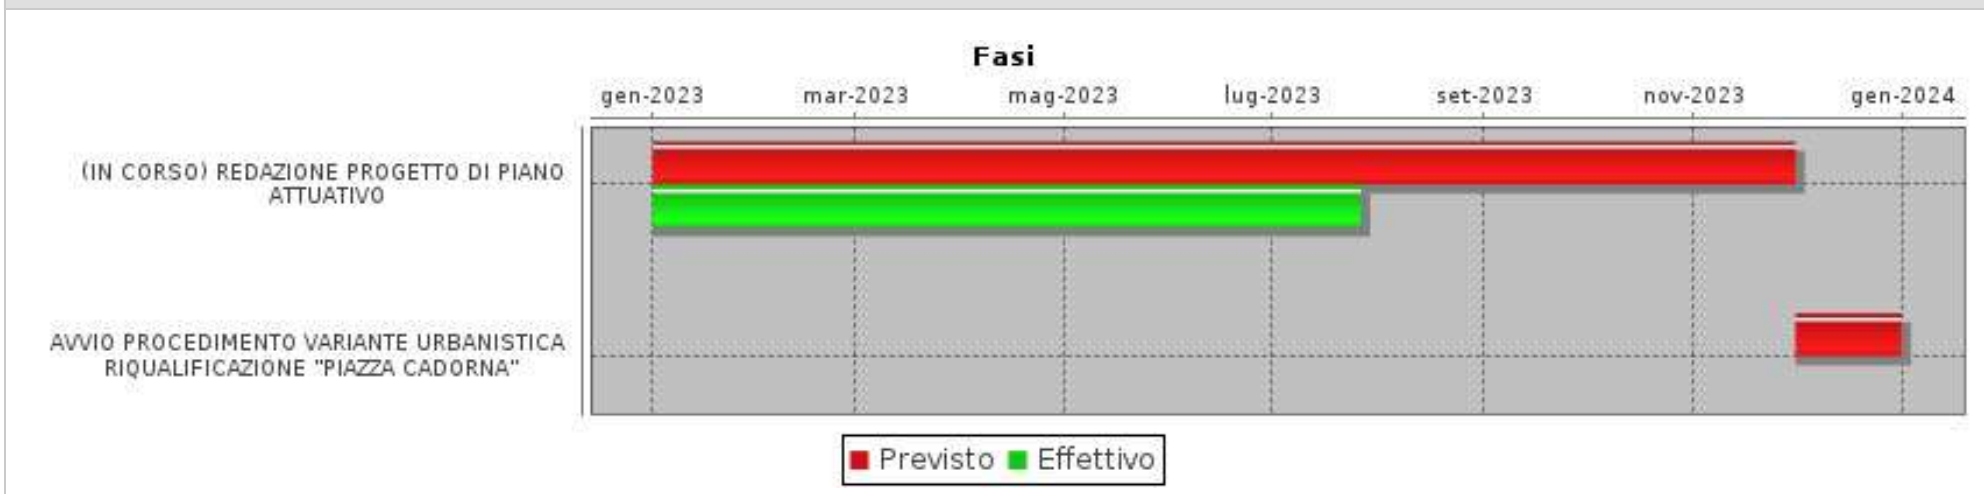 Fasi
gen-2023 mar-2023 mag-2023 lug-2023 set-2023 nov-2023 gen-2024
(IN CORSO) REDAZIONE PROGETTO DI PIANO
ATTUATIVO
AVVIO PROCEDIMENTO VARIANTE URBANISTICA
RIQUALIFICAZIONE "PIAZZA CADORNA"
Previsto Effettivo